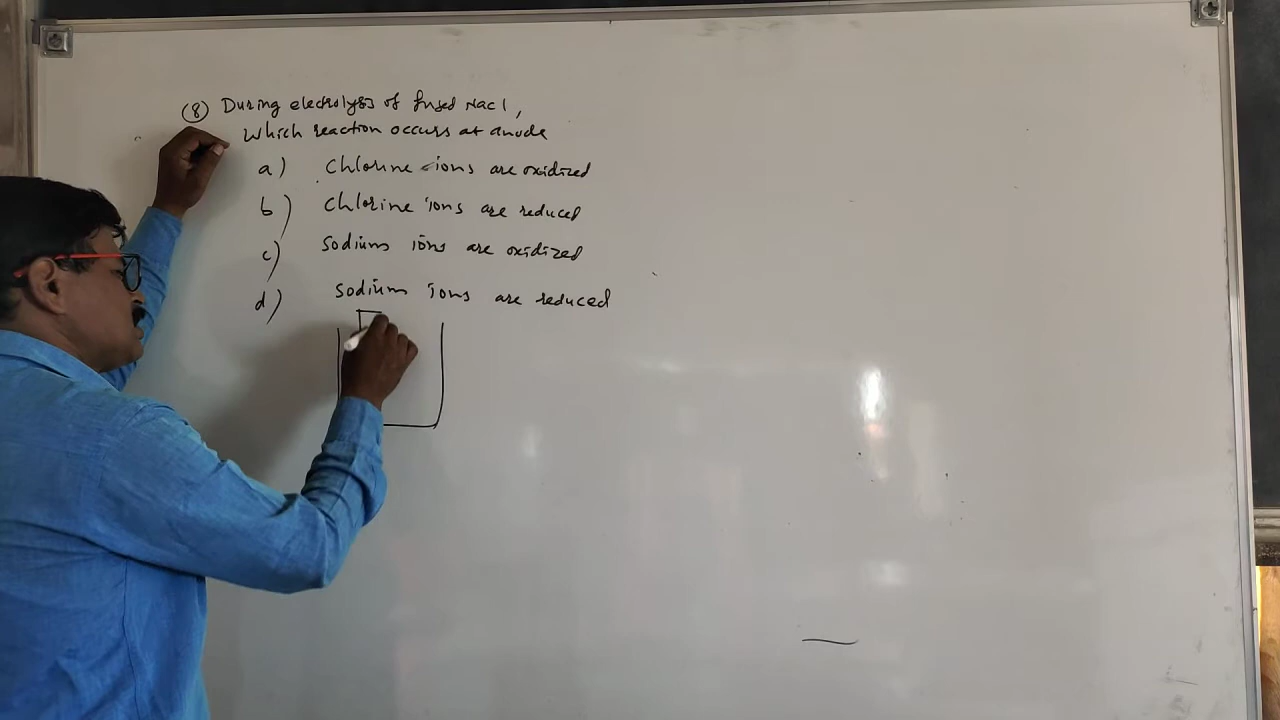 (8) During electrolysis of fused Nacl,
Which reaction occurs at anode
a) Chlorine ions are oxidized
b) Chlorine ions are reduced
c) Sodium ions are oxidized
d) Sodium ions are reduced